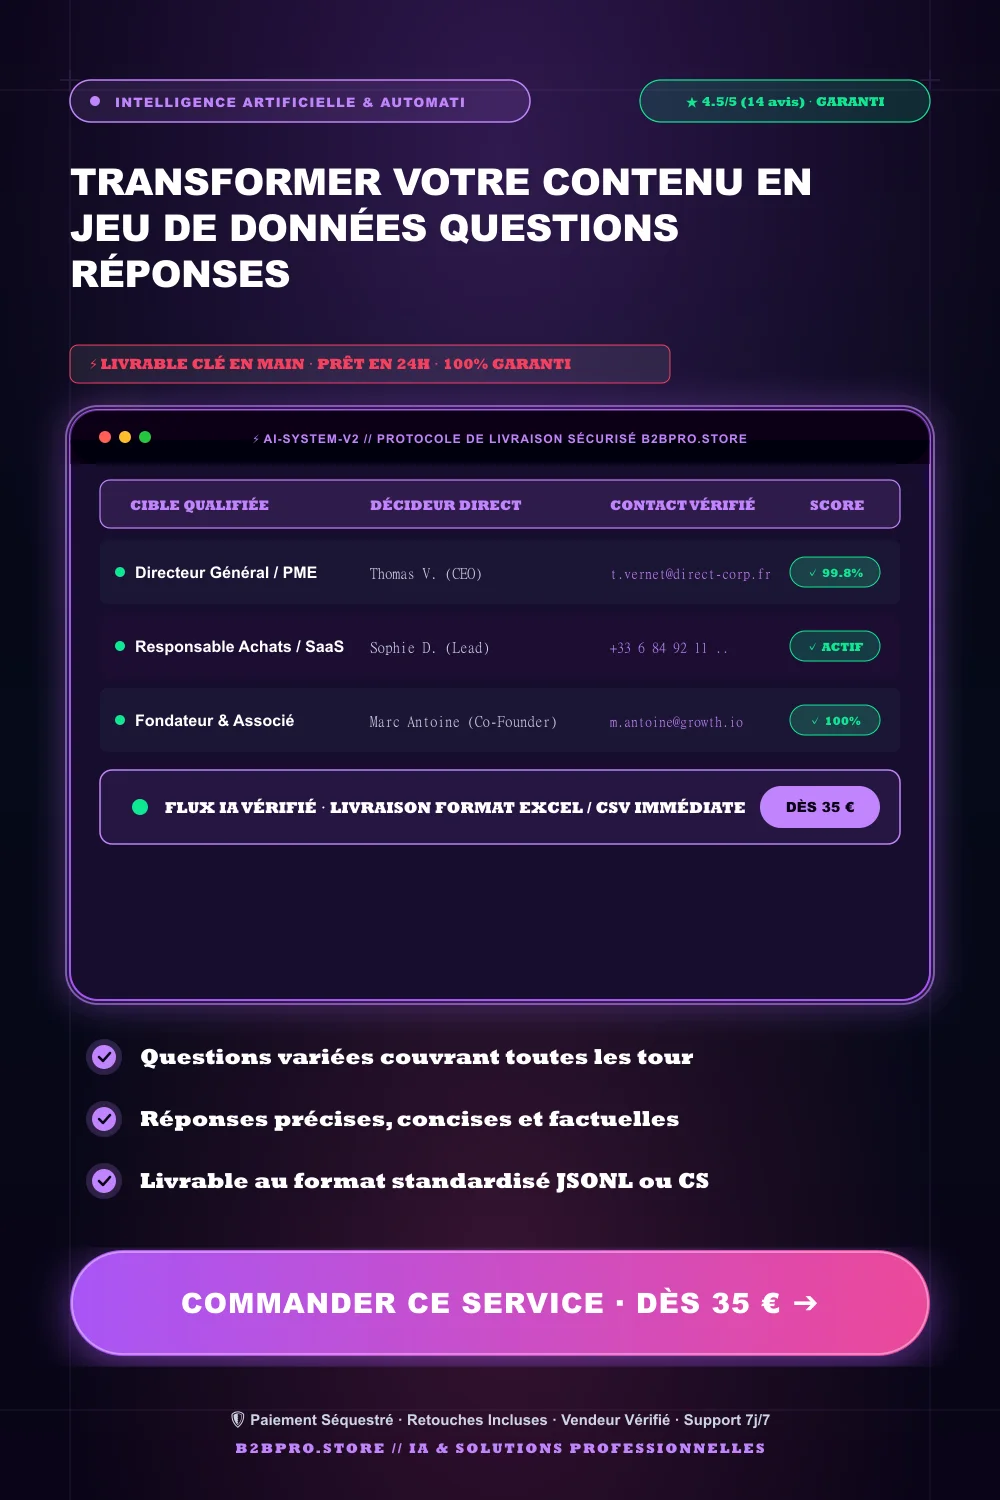 INTELLIGENCE ARTIFICIELLE & AUTOMATI
★ 4.5/5 (14 avis) · GARANTI
TRANSFORMER VOTRE CONTENU EN
JEU DE DONNÉES QUESTIONS
RÉPONSES
⚡ LIVRABLE CLÉ EN MAIN · PRÊT EN 24H · 100% GARANTI
⚡ AI-SYSTEM-V2 // PROTOCOLE DE LIVRAISON SÉCURISÉ B2BPRO.STORE
CIBLE QUALIFIÉE DÉCIDEUR DIRECT CONTACT VÉRIFIÉ SCORE
Directeur Général / PME Thomas V. (CEO) t.vernet@direct-corp.fr ✓ 99.8%
Responsable Achats / SaaS Sophie D. (Lead) +33 6 84 92 11 .. ✓ ACTIF
Fondateur & Associé Marc Antoine (Co-Founder) m.antoine@growth.io ✓ 100%
FLUX IA VÉRIFIÉ · LIVRAISON FORMAT EXCEL / CSV IMMÉDIATE DÈS 35 €
Questions variées couvrant toutes les tour
Réponses précises, concises et factuelles
Livrable au format standardisé JSONL ou CS
COMMANDER CE SERVICE · DÈS 35 € ➔
🛡 Paiement Séquestré · Retouches Incluses · Vendeur Vérifié · Support 7j/7
B2BPRO.STORE // IA & SOLUTIONS PROFESSIONNELLES